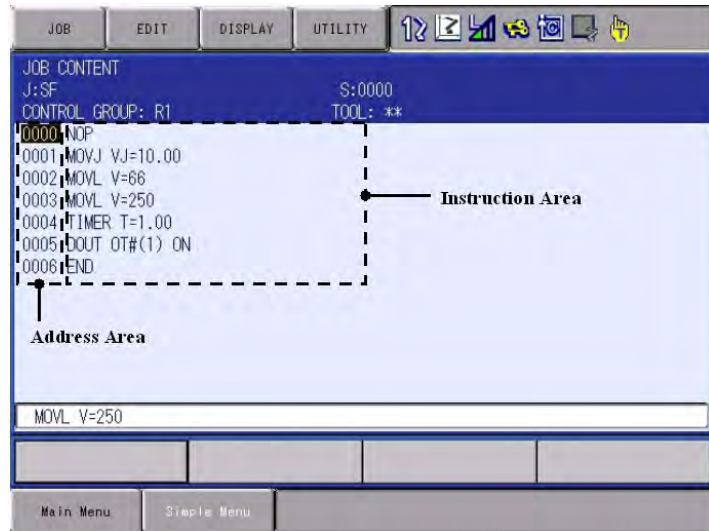 JOB EDIT DISPLAY UTILITY
JOB CONTENT
J:SF S:0000
CONTROL GROUP: R1 TOOL: **
0000 NOP
0001 MOVJ VJ=10.00
0002 MOVL V=66
0003 MOVL V=250
0004 TIMER T=1.00
0005 DOUT OT#(1) ON
0006 END
Instruction Area
Address Area
MOVL V=250
Main Menu Simple Menu